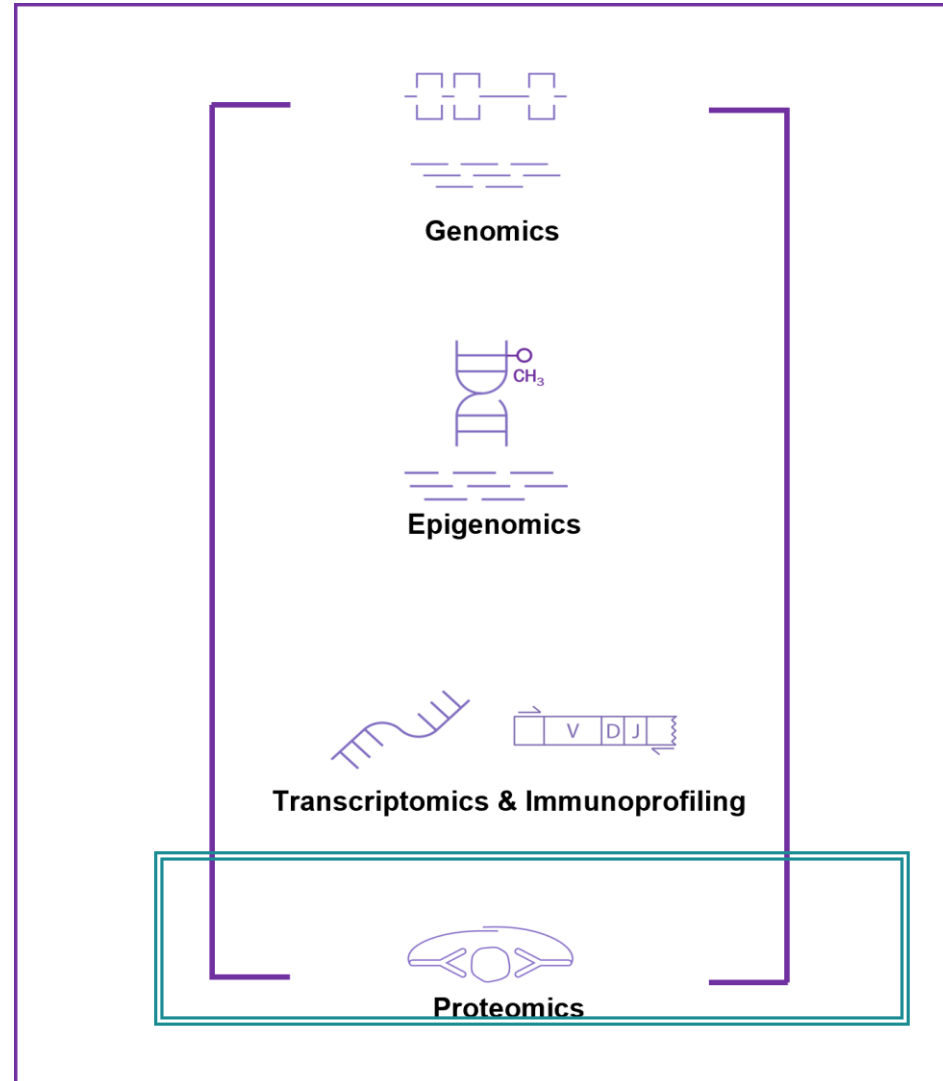 Genomics
CH₃
Epigenomics
V D J
Transcriptomics & Immunoprofiling
Proteomics